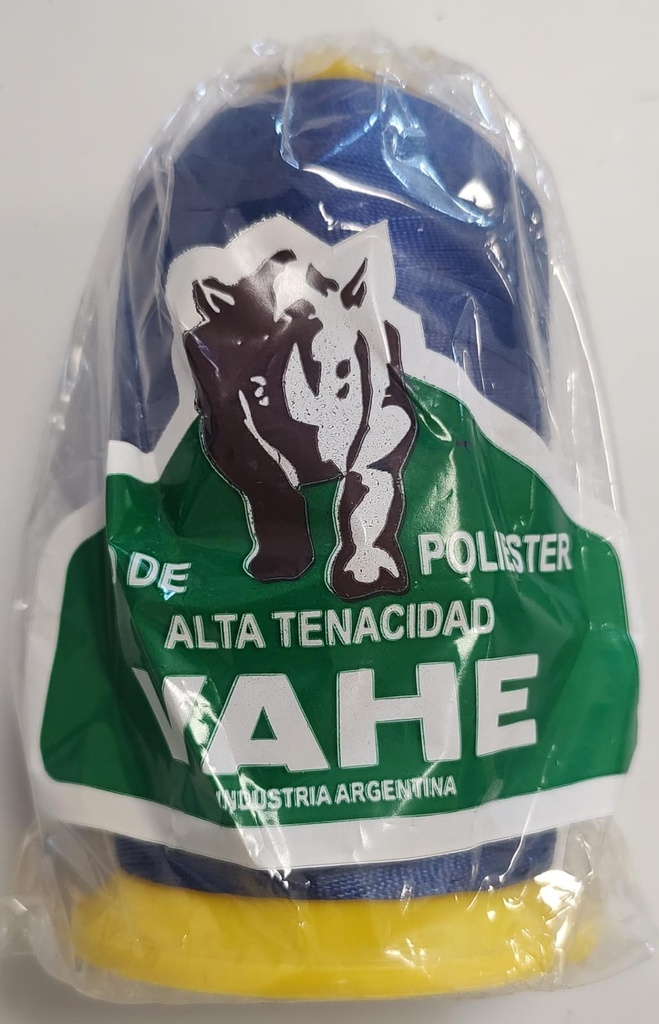 DE POLIESTER
ALTA TENACIDAD
VAHE
INDUSTRIA ARGENTINA